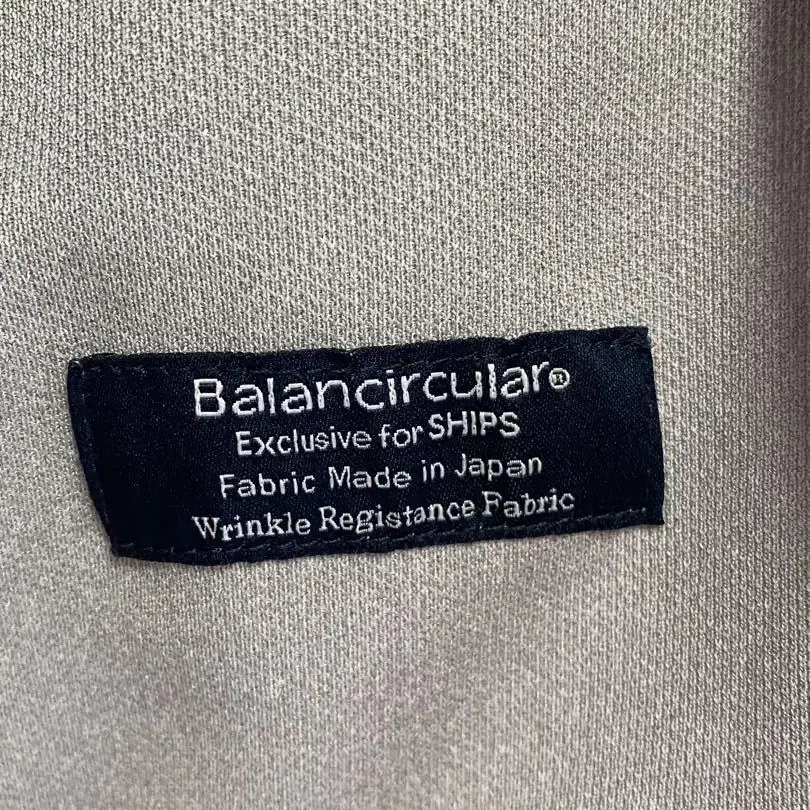 Balancircular®
Exclusive for SHIPS
Fabric Made in Japan
Wrinkle Registance Fabric